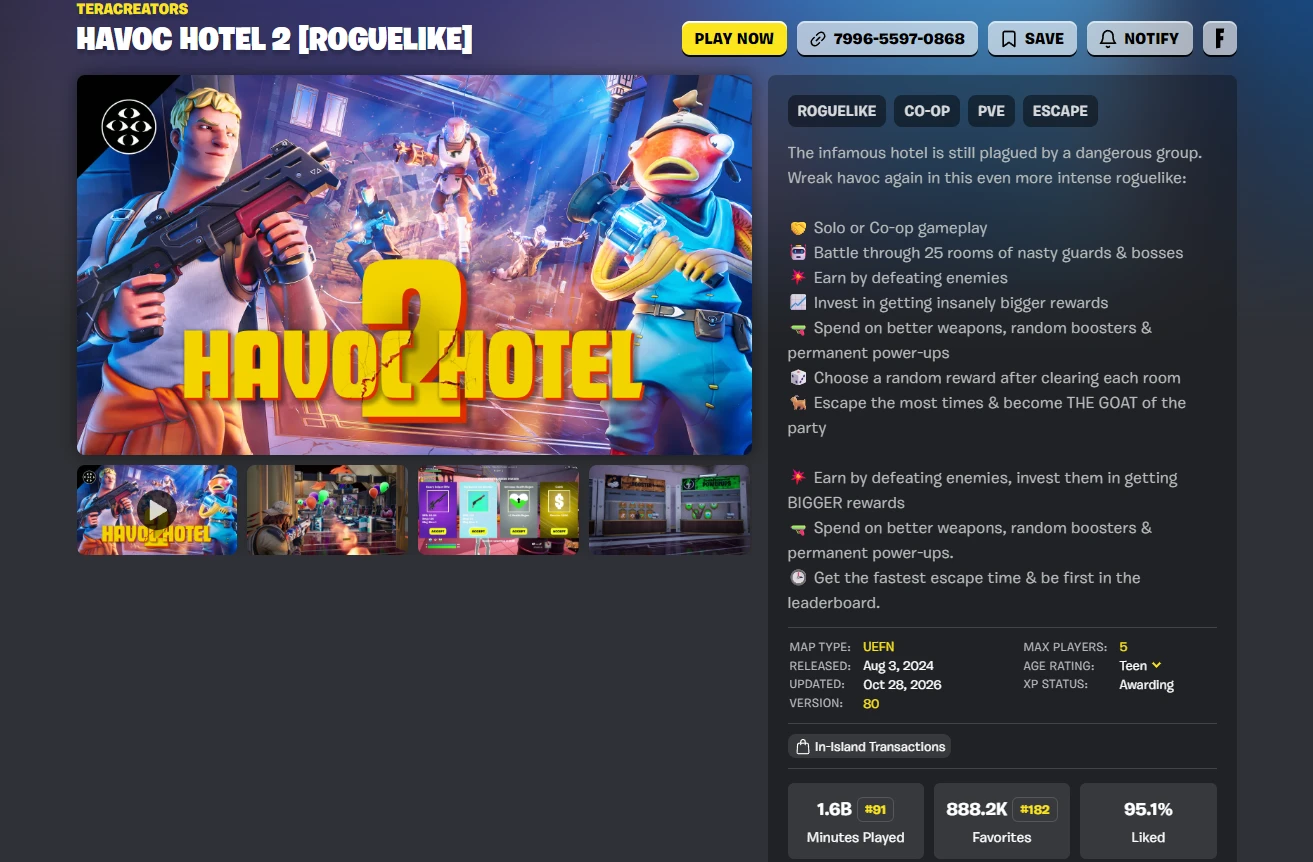 TERACREATORS
HAVOC HOTEL 2 [ROGUELIKE]
PLAY NOW
7996-5597-0868
SAVE
NOTIFY
F
2
HAVOC HOTEL
HAVOC HOTEL
ACCEPT
ACCEPT
ACCEPT
ACCEPT
ROGUELIKE
CO-OP
PVE
ESCAPE
The infamous hotel is still plagued by a dangerous group.
Wreak havoc again in this even more intense roguelike:
🤝 Solo or Co-op gameplay
🤖 Battle through 25 rooms of nasty guards & bosses
💥 Earn by defeating enemies
📈 Invest in getting insanely bigger rewards
🔫 Spend on better weapons, random boosters &
permanent power-ups
🎲 Choose a random reward after clearing each room
🐐 Escape the most times & become THE GOAT of the
party
💥 Earn by defeating enemies, invest them in getting
BIGGER rewards
🔫 Spend on better weapons, random boosters &
permanent power-ups.
🕒 Get the fastest escape time & be first in the
leaderboard.
MAP TYPE: UEFN
RELEASED: Aug 3, 2024
UPDATED: Oct 28, 2026
VERSION: 80
MAX PLAYERS: 5
AGE RATING: Teen
XP STATUS: Awarding
In-Island Transactions
1.6B #91
Minutes Played
888.2K #182
Favorites
95.1%
Liked